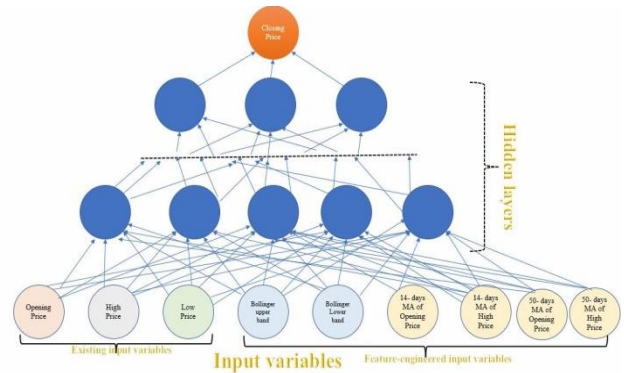 Closing
Price
Hidden layers
Opening
Price
High
Price
Low
Price
Bollinger
upper
band
Bollinger
Lower
band
14- days
MA of
Opening
Price
14- days
MA of
High
Price
50- days
MA of
Opening
Price
50- days
MA of
High
Price
Existing input variables
Input variables
Feature-engineered input variables